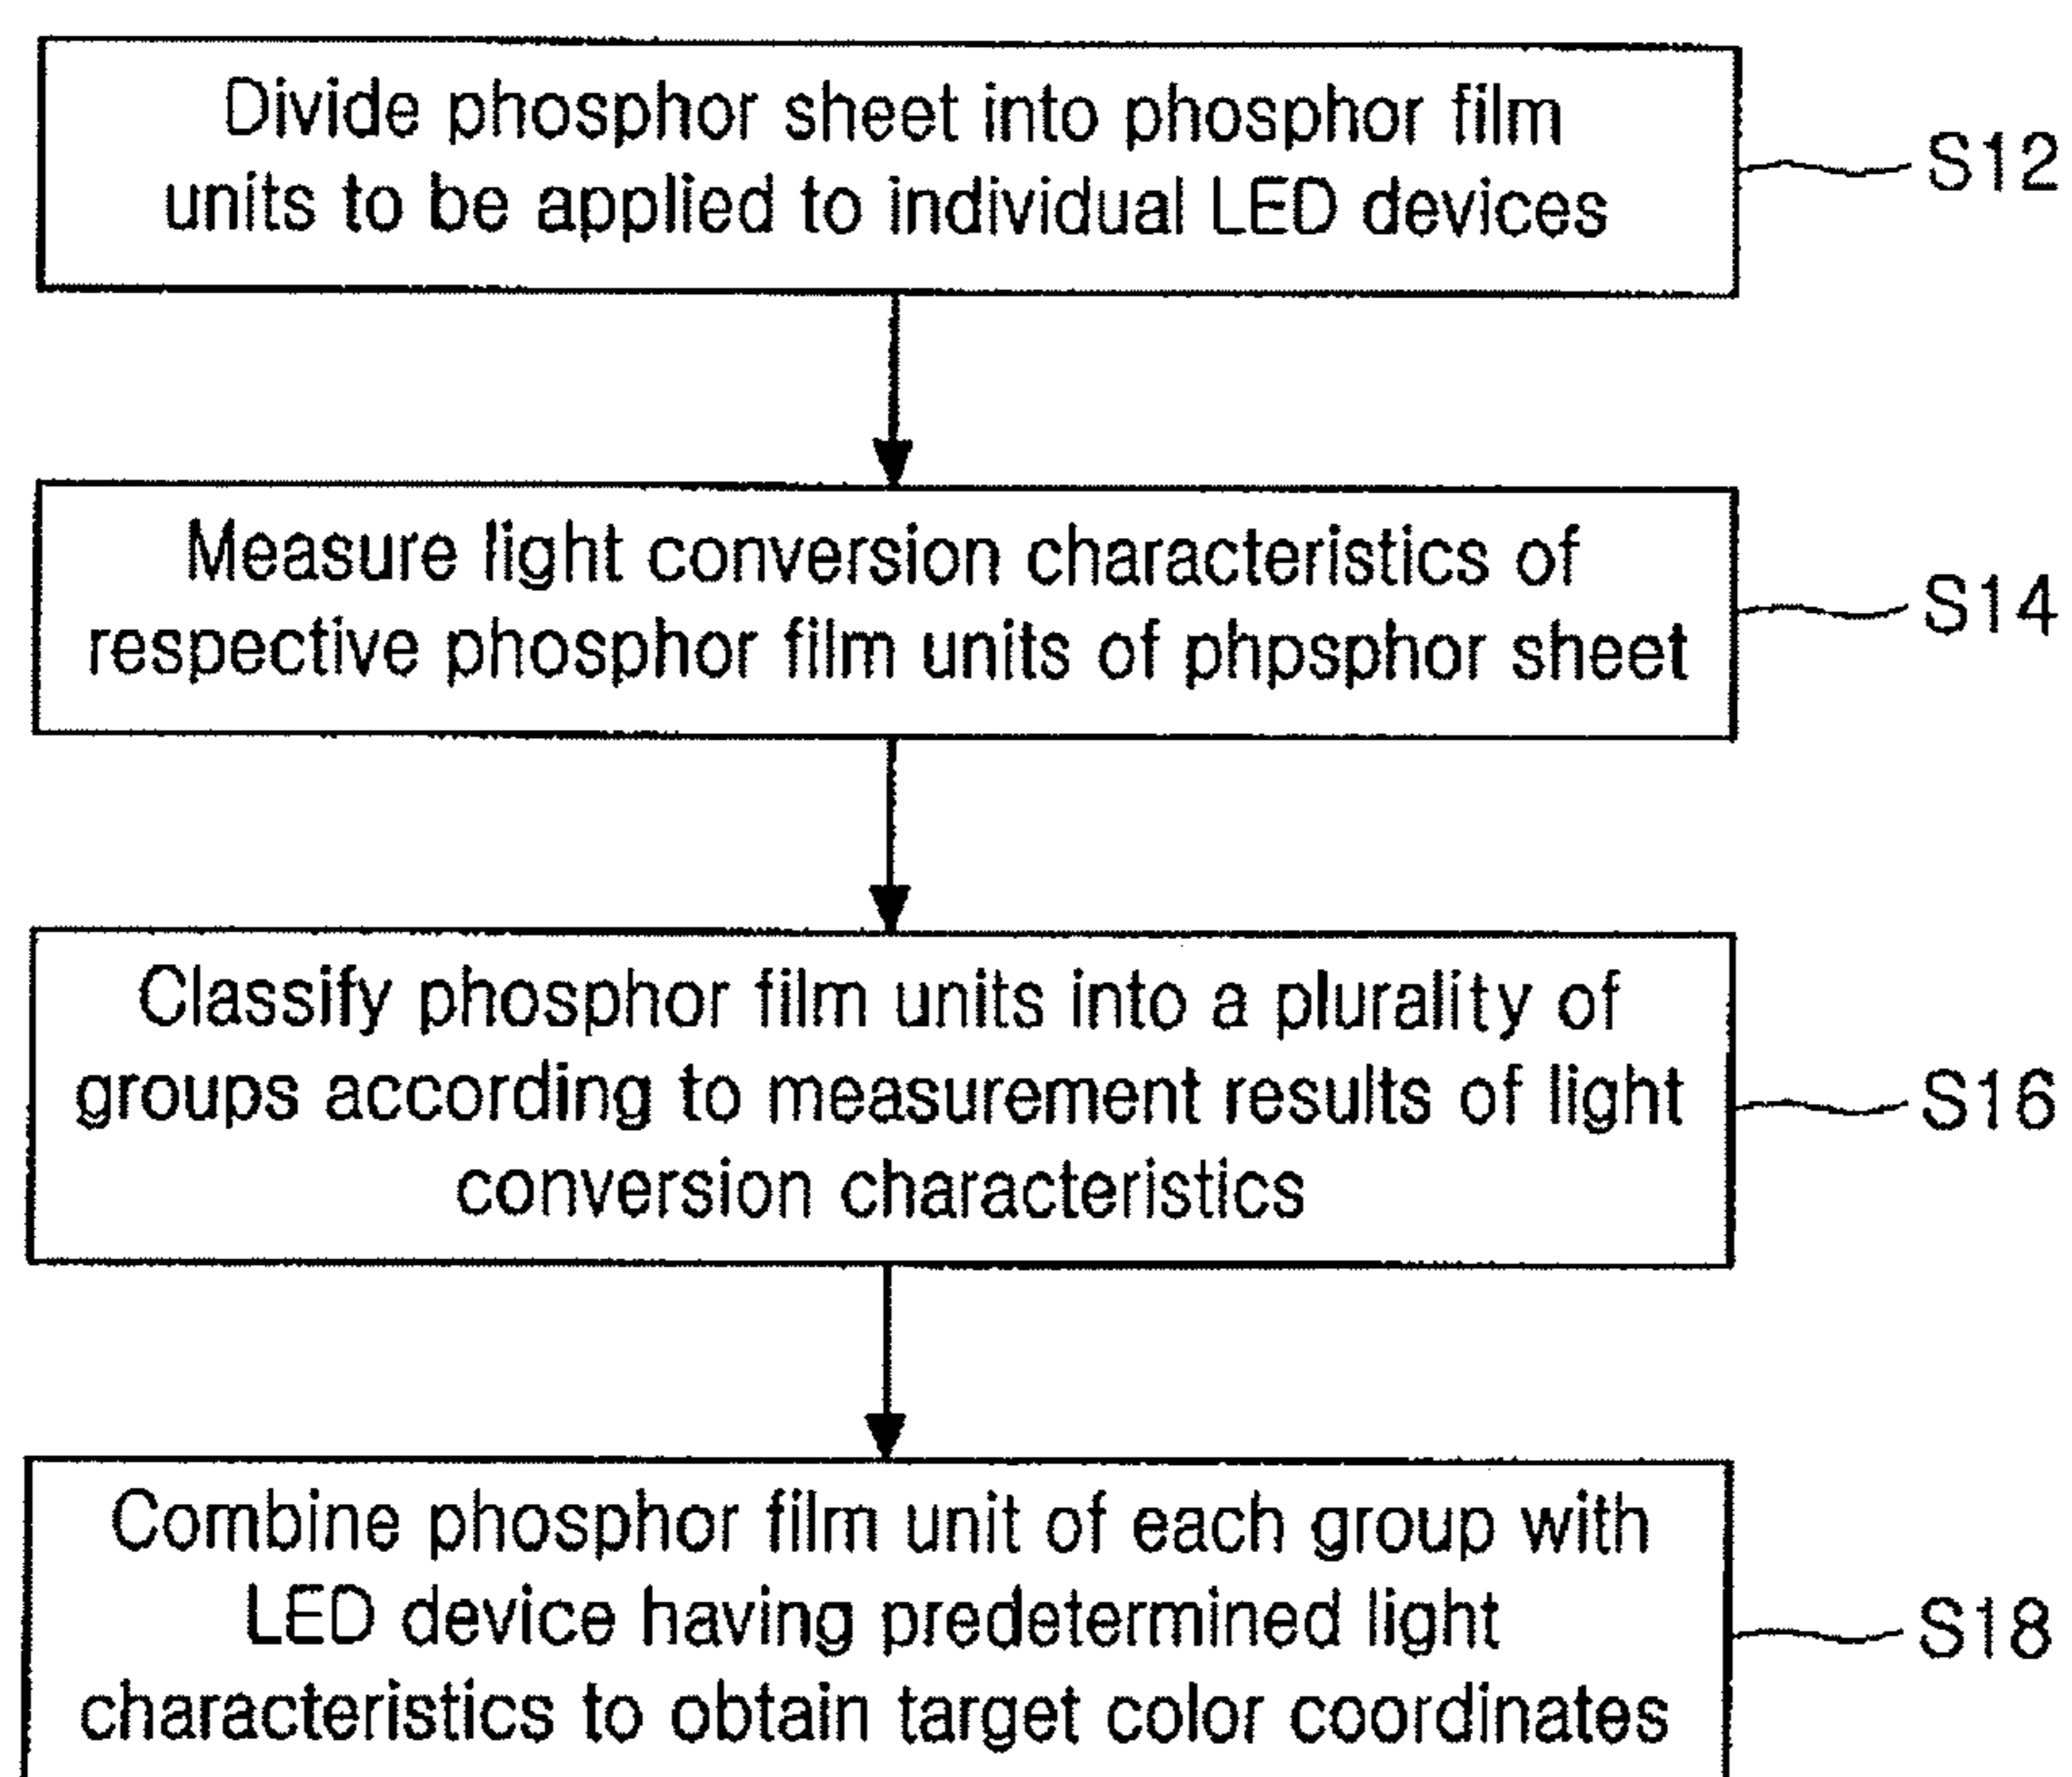 Divide phosphor sheet into phosphor film
units to be applied to individual LED devices
S12
Measure light conversion characteristics of
respective phosphor film units of phpsphor sheet
S14
Classify phosphor film units into a plurality of
groups according to measurement results of light
conversion characteristics
S16
Combine phosphor film unit of each group with
LED device having predetermined light
characteristics to obtain target color coordinates
S18